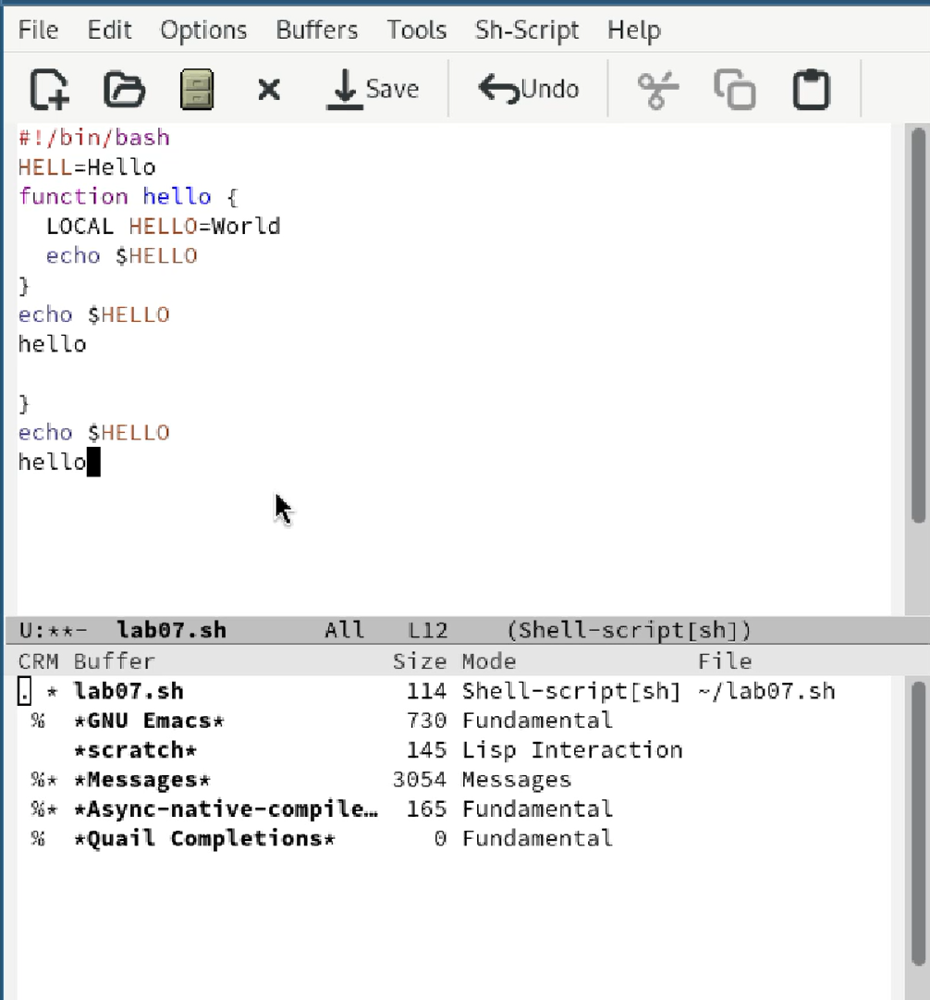 File Edit Options Buffers Tools Sh-Script Help
Save Undo
#!/bin/bash
HELL=Hello
function hello {
  LOCAL HELLO=World
  echo $HELLO
}
echo $HELLO
hello

}
echo $HELLO
hello
U:**-  lab07.sh       All   L12    (Shell-script[sh])
CRM Buffer                 Size Mode             File
. * lab07.sh                114 Shell-script[sh] ~/lab07.sh
 %  *GNU Emacs*             730 Fundamental
    *scratch*               145 Lisp Interaction
 %* *Messages*             3054 Messages
 %* *Async-native-compile…  165 Fundamental
 %  *Quail Completions*       0 Fundamental